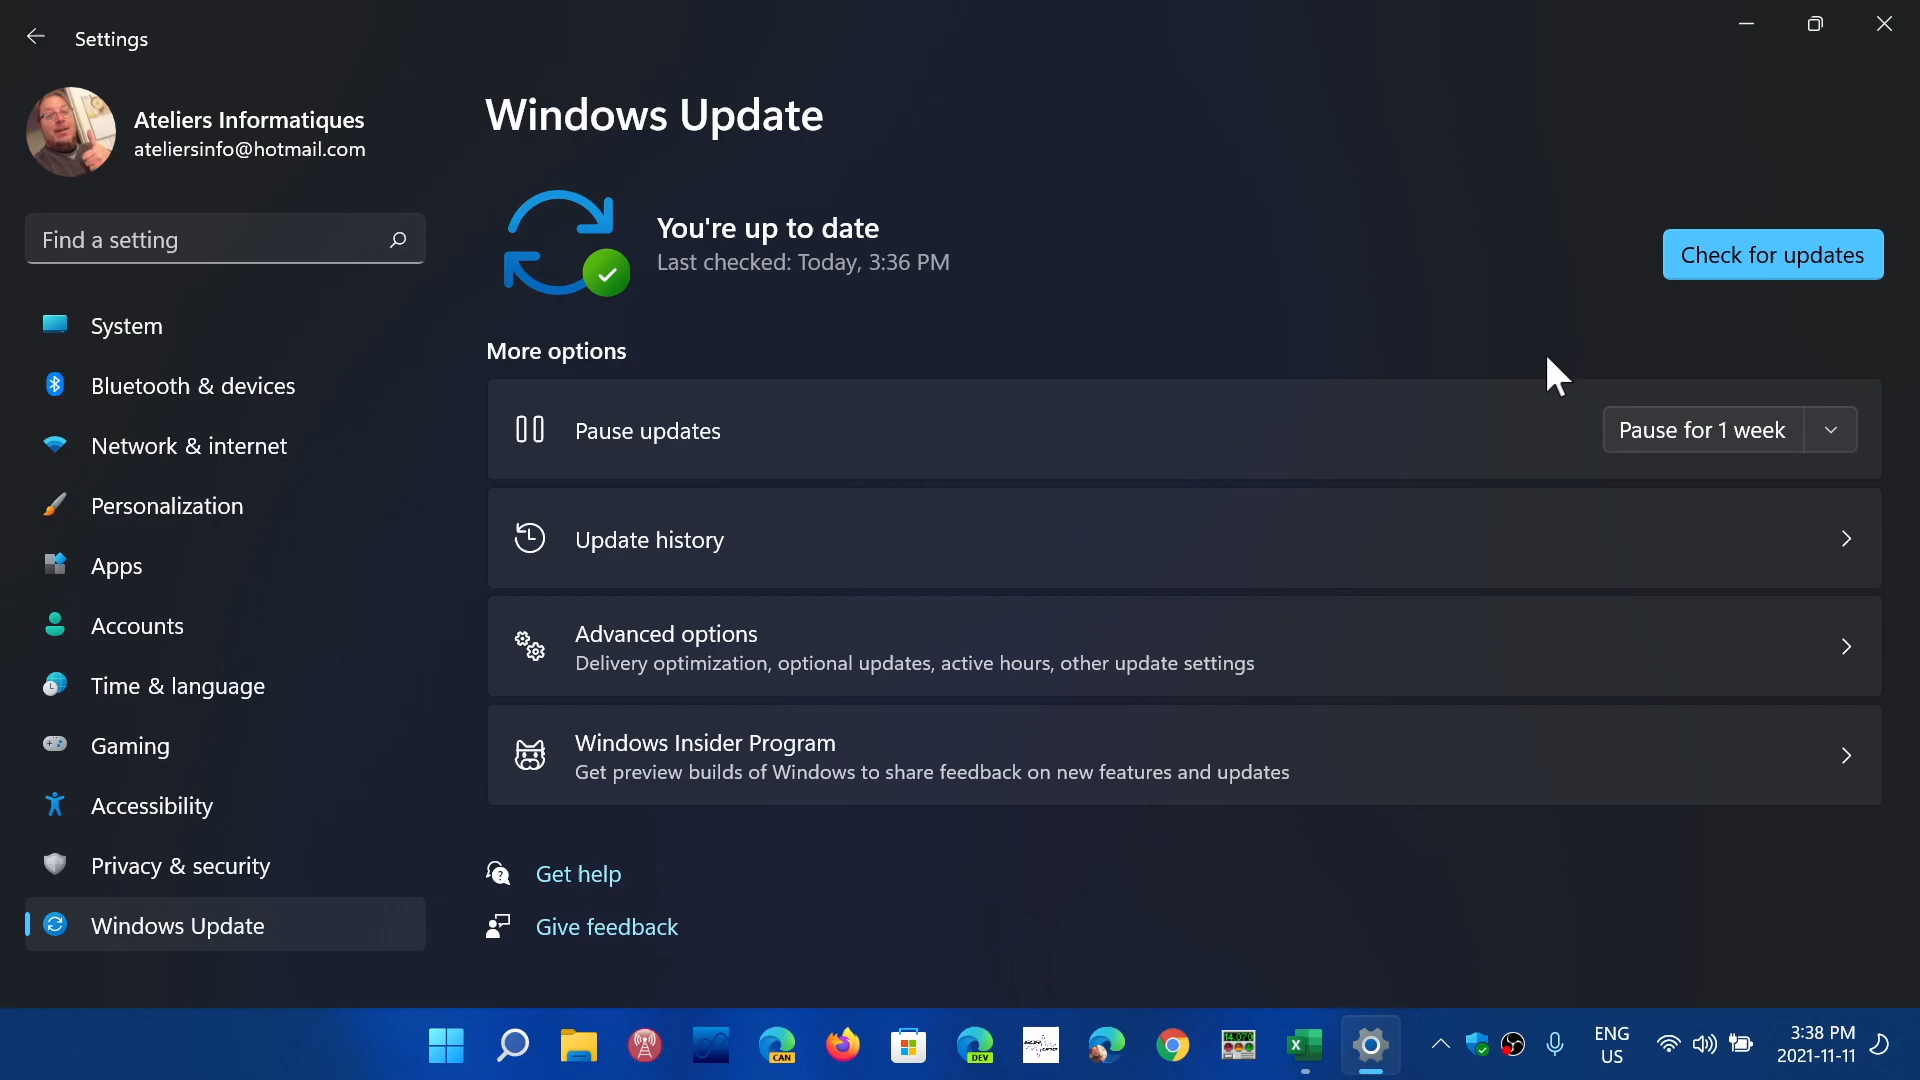 Settings
Ateliers Informatiques
ateliersinfo@hotmail.com
Find a setting
System
Bluetooth & devices
Network & internet
Personalization
Apps
Accounts
Time & language
Gaming
Accessibility
Privacy & security
Windows Update
Windows Update
You're up to date
Last checked: Today, 3:36 PM
Check for updates
More options
Pause updates
Pause for 1 week
Update history
Advanced options
Delivery optimization, optional updates, active hours, other update settings
Windows Insider Program
Get preview builds of Windows to share feedback on new features and updates
Get help
Give feedback
CAN
DEV
ENG
US
3:38 PM
2021-11-11